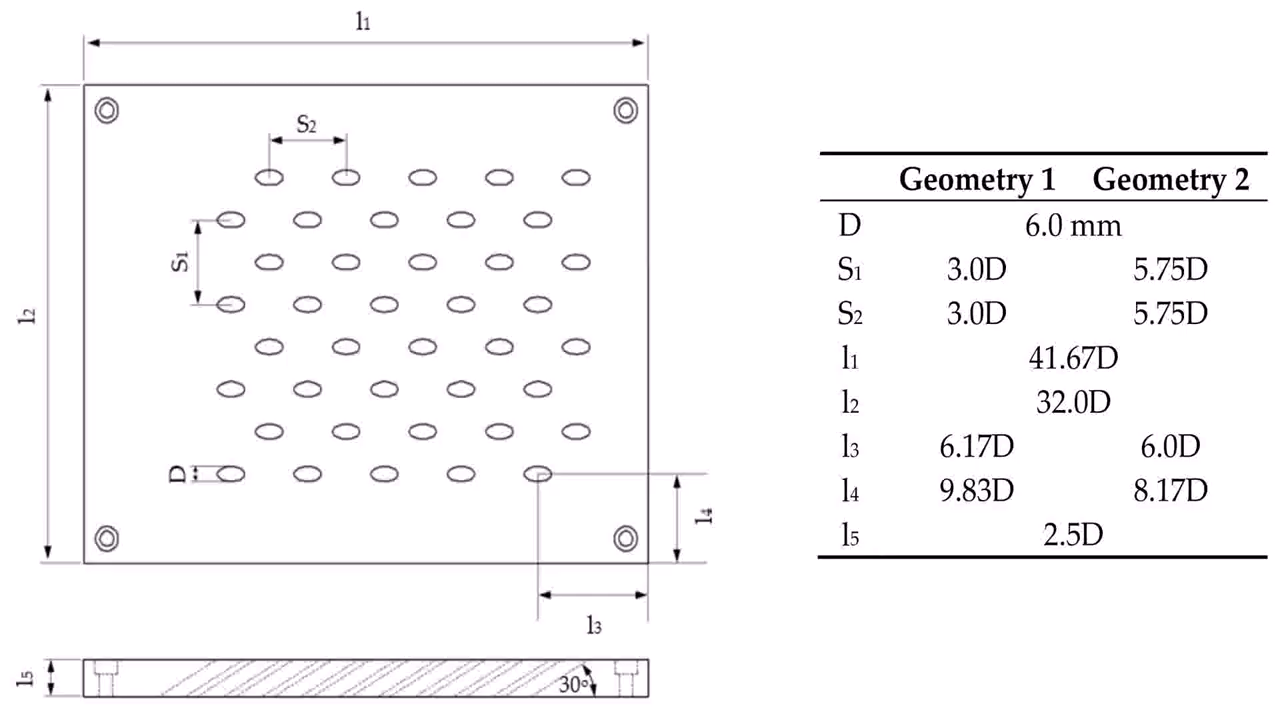 l1
S2
S1
l2
D
l4
l3
l5
30°
Geometry 1 Geometry 2
D 6.0 mm
S1 3.0D 5.75D
S2 3.0D 5.75D
l1 41.67D
l2 32.0D
l3 6.17D 6.0D
l4 9.83D 8.17D
l5 2.5D